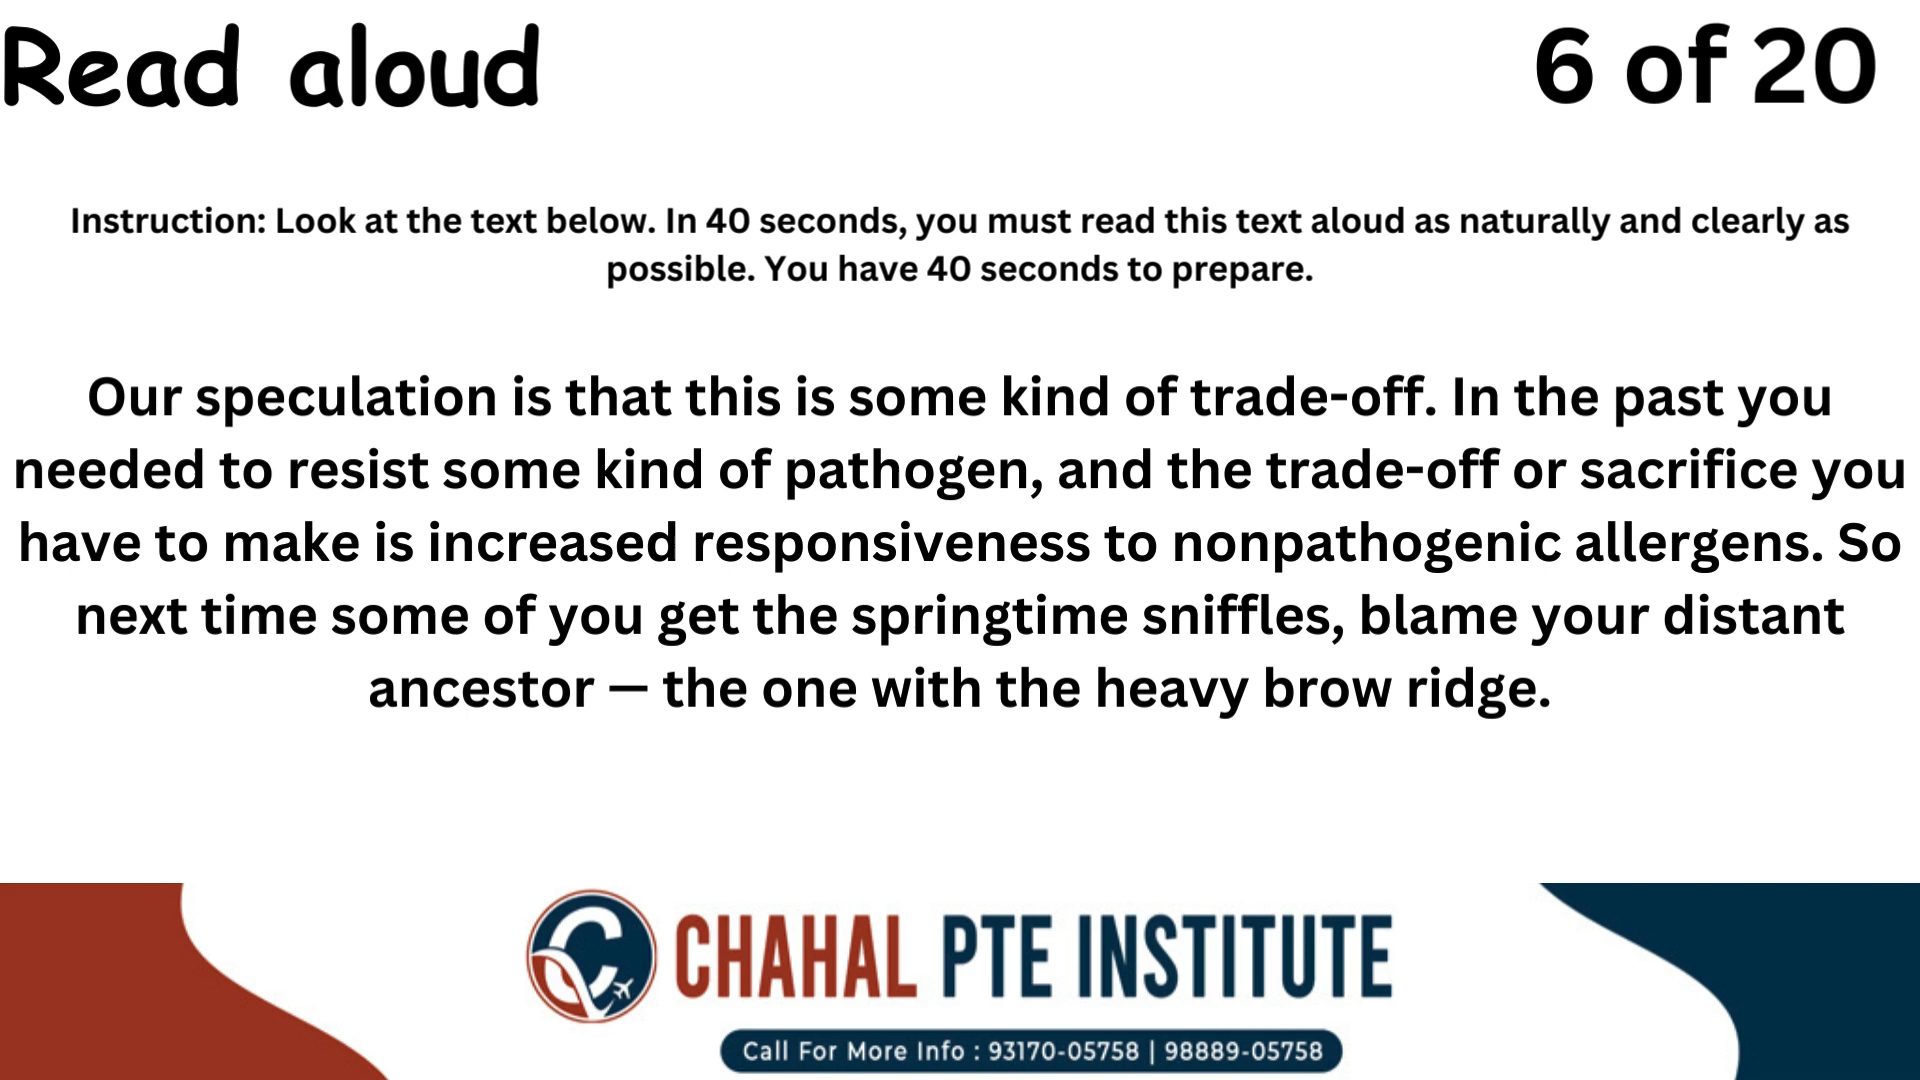 Read aloud
6 of 20
Instruction: Look at the text below. In 40 seconds, you must read this text aloud as naturally and clearly as
possible. You have 40 seconds to prepare.
Our speculation is that this is some kind of trade-off. In the past you
needed to resist some kind of pathogen, and the trade-off or sacrifice you
have to make is increased responsiveness to nonpathogenic allergens. So
next time some of you get the springtime sniffles, blame your distant
ancestor — the one with the heavy brow ridge.
CHAHAL PTE INSTITUTE
Call For More Info : 93170-05758 | 98889-05758